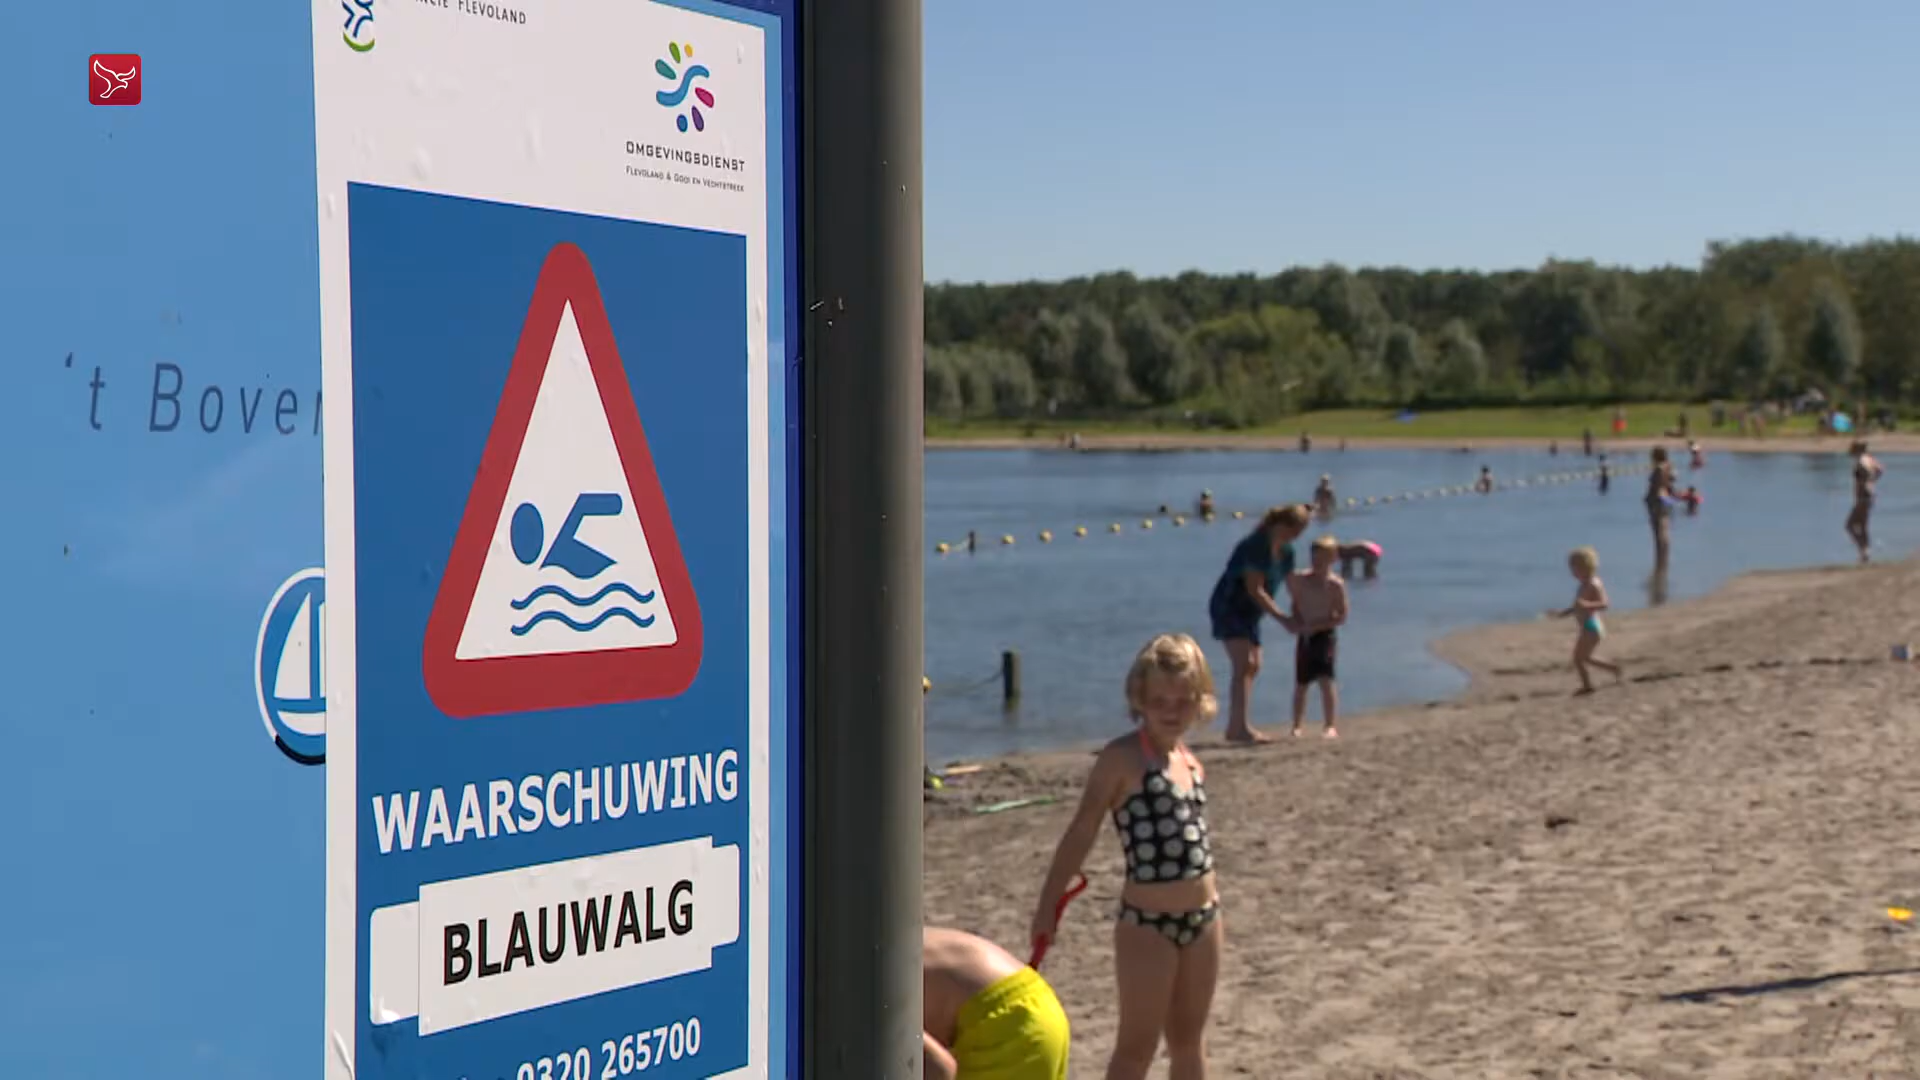 FLEVOLAND
OMGEVINGSDIENST
FLEVOLAND & GOOI EN VECHTSTREEK
't Bover
WAARSCHUWING
BLAUWALG
0320 265700